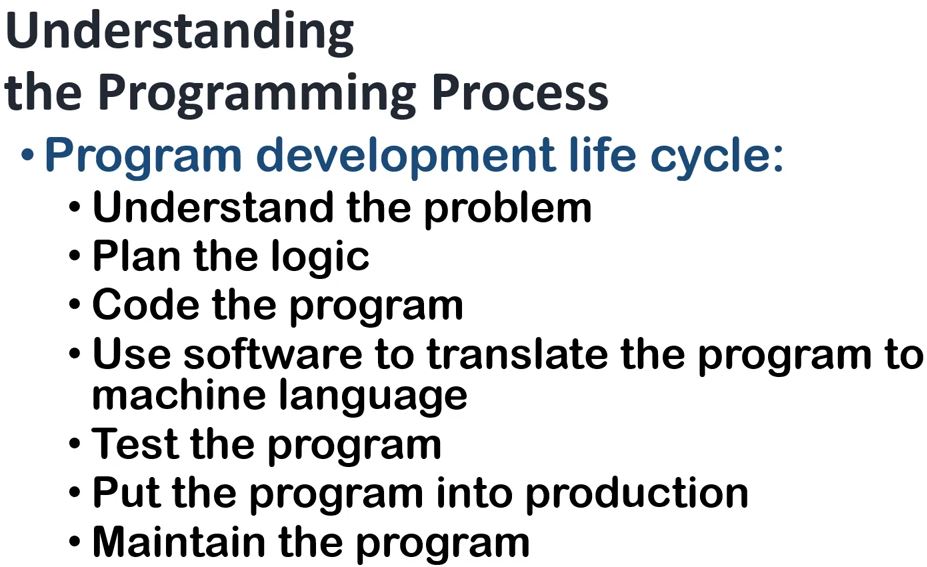 Understanding
the Programming Process
• Program development life cycle:
• Understand the problem
• Plan the logic
• Code the program
• Use software to translate the program to
machine language
• Test the program
• Put the program into production
• Maintain the program